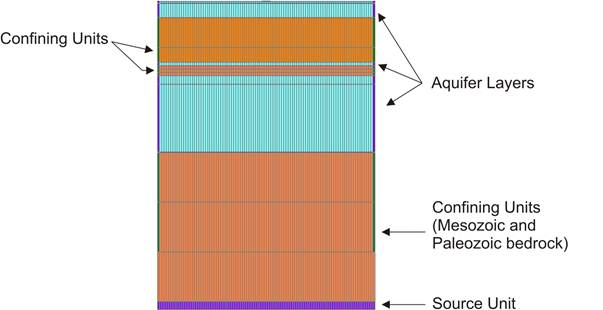 Confining Units
Aquifer Layers
Confining Units
(Mesozoic and
Paleozoic bedrock)
Source Unit